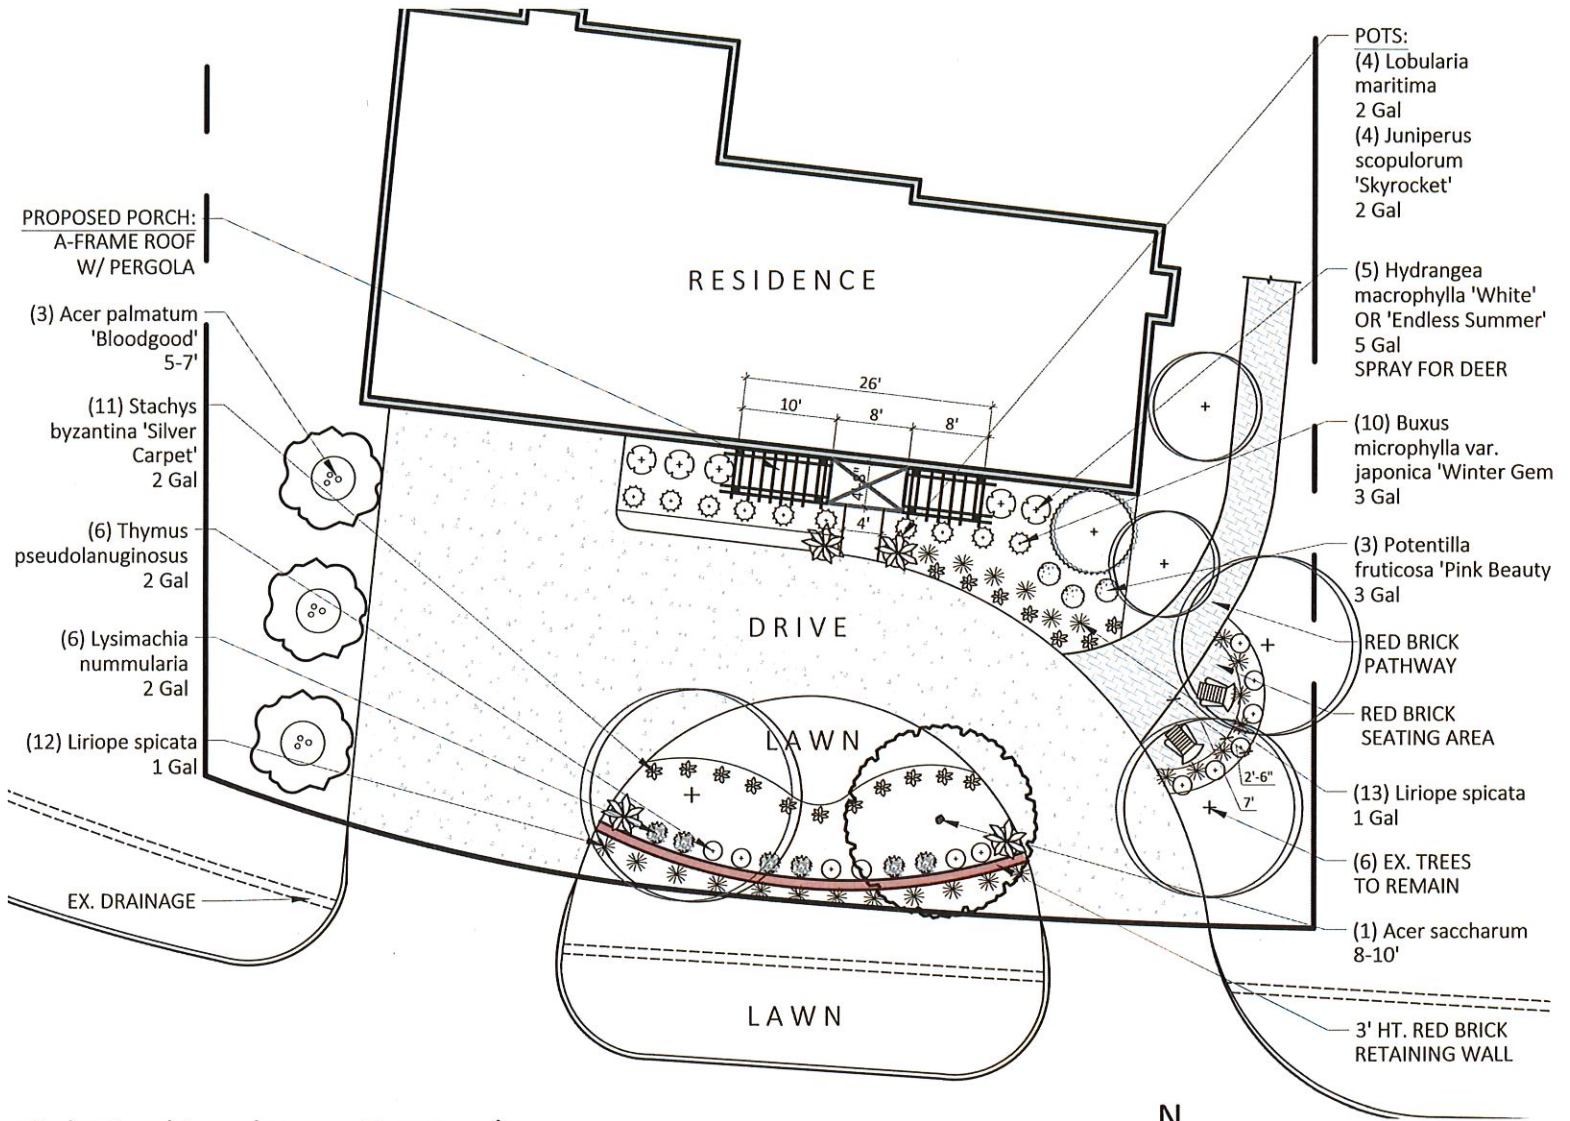 PROPOSED PORCH:
A-FRAME ROOF
W/ PERGOLA
(3) Acer palmatum
'Bloodgood'
5-7'
(11) Stachys
byzantina 'Silver
Carpet'
2 Gal
(6) Thymus
pseudolanuginosus
2 Gal
(6) Lysimachia
nummularia
2 Gal
(12) Liriope spicata
1 Gal
EX. DRAINAGE
RESIDENCE
26'
10'
8'
8'
4'-8"
4'
DRIVE
LAWN
2'-6"
7'
LAWN
N
POTS:
(4) Lobularia
maritima
2 Gal
(4) Juniperus
scopulorum
'Skyrocket'
2 Gal
(5) Hydrangea
macrophylla 'White'
OR 'Endless Summer'
5 Gal
SPRAY FOR DEER
(10) Buxus
microphylla var.
japonica 'Winter Gem
3 Gal
(3) Potentilla
fruticosa 'Pink Beauty
3 Gal
RED BRICK
PATHWAY
RED BRICK
SEATING AREA
(13) Liriope spicata
1 Gal
(6) EX. TREES
TO REMAIN
(1) Acer saccharum
8-10'
3' HT. RED BRICK
RETAINING WALL